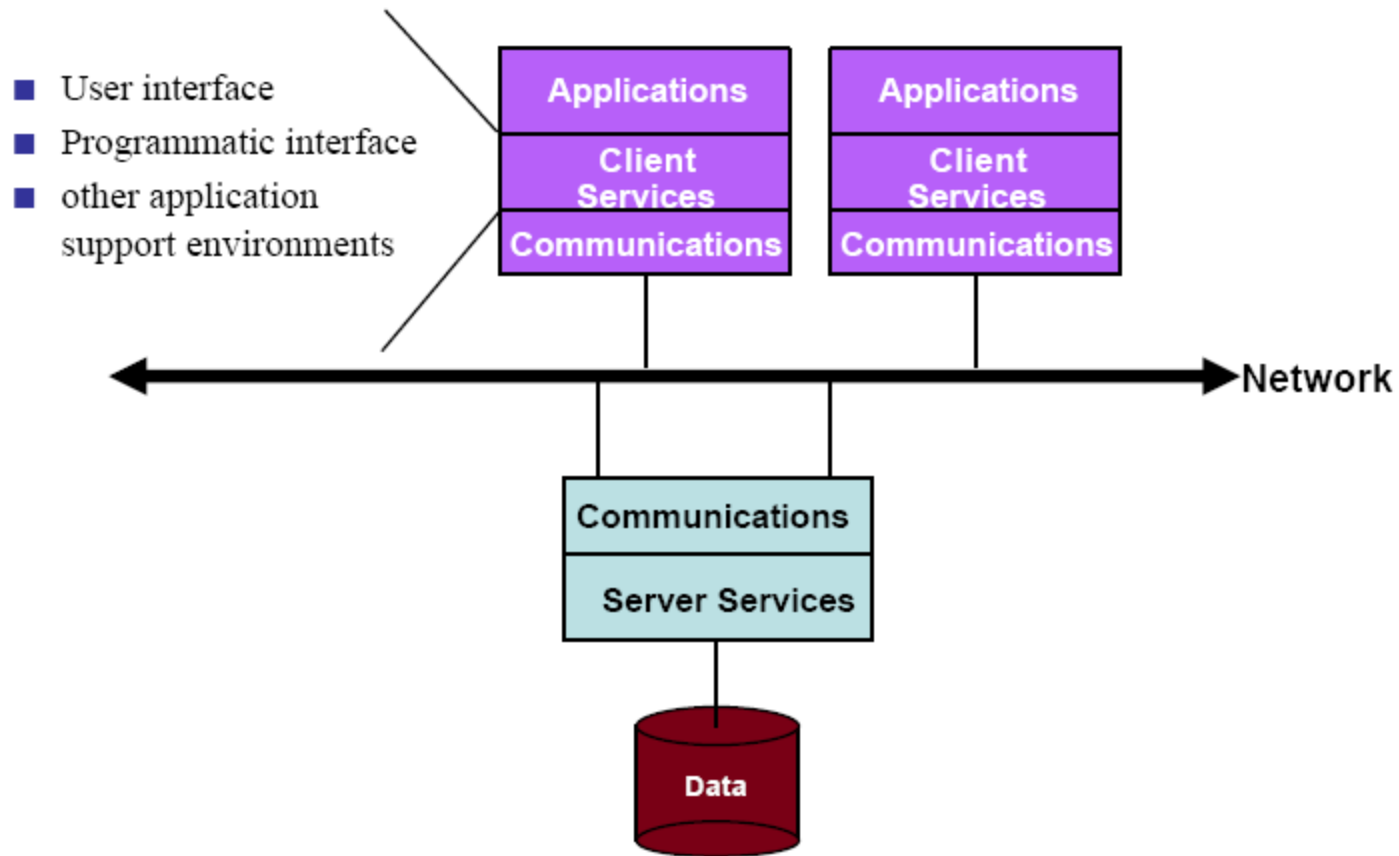 User interface
Programmatic interface
other application
support environments
Applications
Client
Services
Communications
Applications
Client
Services
Communications
Network
Communications
Server Services
Data